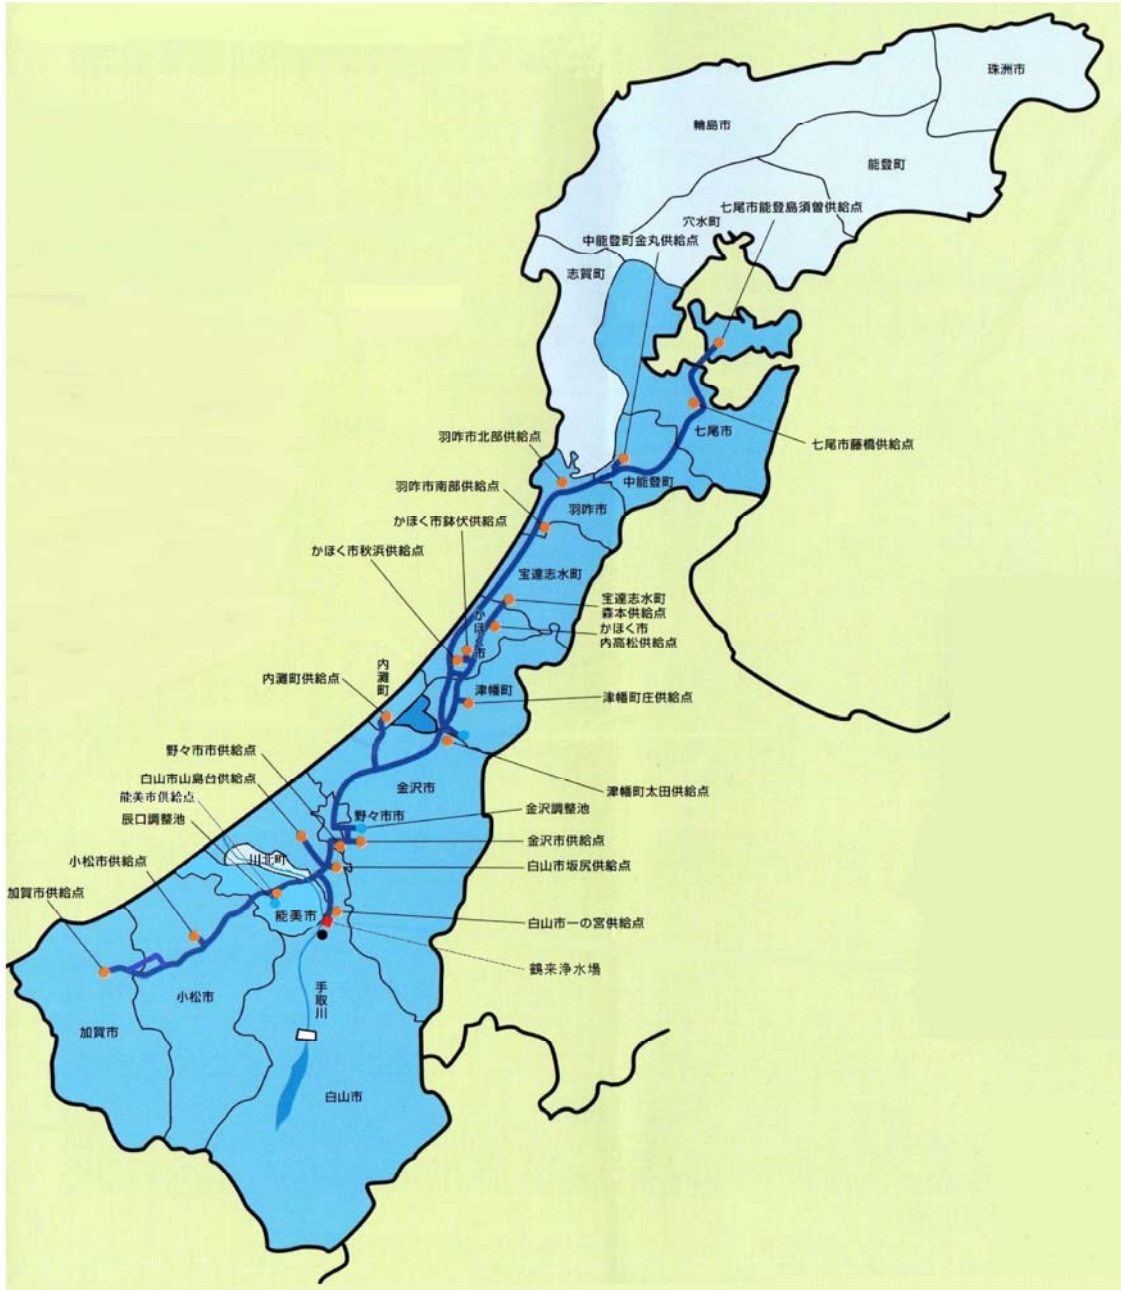 珠洲市
輪島市
能登町
七尾市能登島須曽供給点
穴水町
中能登町金丸供給点
志賀町
七尾市
羽咋市北部供給点
七尾市藤橋供給点
中能登町
羽咋市南部供給点
羽咋市
かほく市鉢伏供給点
かほく市秋浜供給点
宝達志水町
宝達志水町
森本供給点
かほく市
かほく市
内高松供給点
内灘町
内灘町供給点
津幡町
津幡町庄供給点
野々市市供給点
白山市山島台供給点
金沢市
津幡町太田供給点
能美市供給点
辰口調整池
野々市市
金沢調整池
金沢市供給点
小松市供給点
川北町
白山市坂尻供給点
加賀市供給点
能美市
白山市一の宮供給点
鶴来浄水場
手取川
小松市
加賀市
白山市